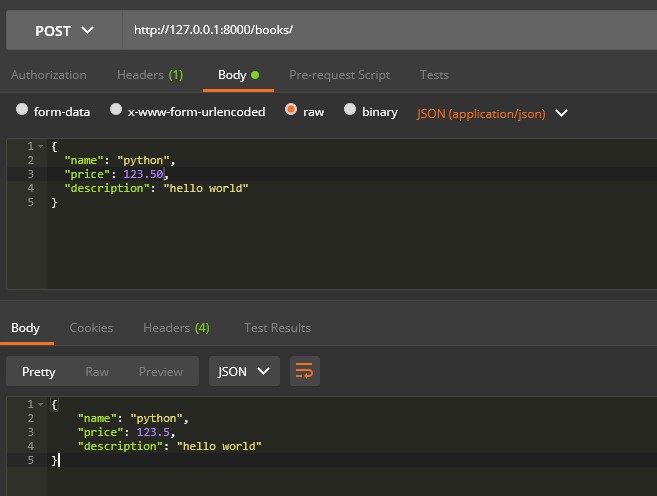 POST http://127.0.0.1:8000/books/
Authorization Headers (1) Body Pre-request Script Tests
form-data x-www-form-urlencoded raw binary JSON (application/json)
1 {
2 "name": "python",
3 "price": 123.50,
4 "description": "hello world"
5 }
Body Cookies Headers (4) Test Results
Pretty Raw Preview JSON
1 {
2 "name": "python",
3 "price": 123.5,
4 "description": "hello world"
5 }